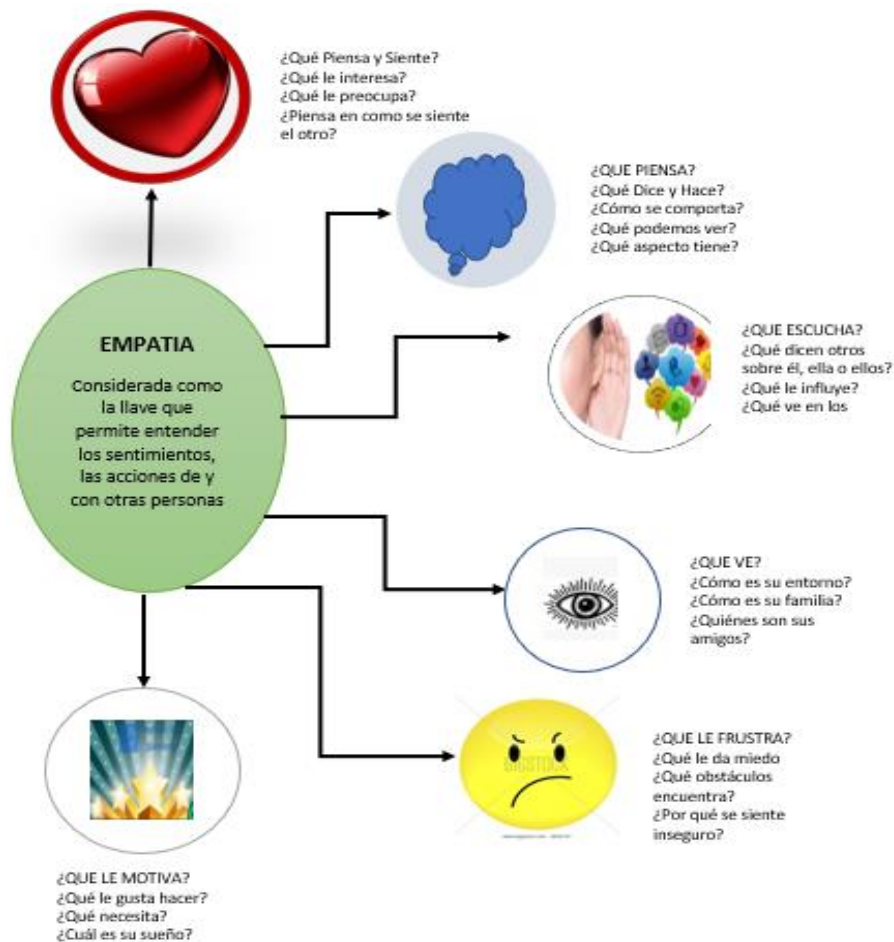 ¿Qué Piensa y Siente?
¿Qué le interesa?
¿Qué le preocupa?
¿Piensa en como se siente
el otro?
¿QUE PIENSA?
¿Qué Dice y Hace?
¿Cómo se comporta?
¿Qué podemos ver?
¿Qué aspecto tiene?
EMPATIA
Considerada como
la llave que
permite entender
los sentimientos,
las acciones de y
con otras personas
¿QUE ESCUCHA?
¿Qué dicen otros
sobre él, ella o ellos?
¿Qué le influye?
¿Qué ve en los
¿QUE VE?
¿Cómo es su entorno?
¿Cómo es su familia?
¿Quiénes son sus
amigos?
BIGSTOCK
¿QUE LE FRUSTRA?
¿Qué le da miedo
¿Qué obstáculos
encuentra?
¿Por qué se siente
inseguro?
¿QUE LE MOTIVA?
¿Qué le gusta hacer?
¿Qué necesita?
¿Cuál es su sueño?